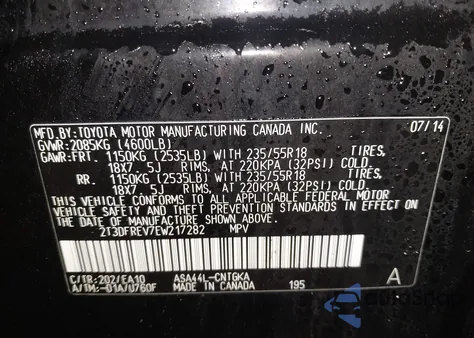 MFD.BY:TOYOTA MOTOR MANUFACTURING CANADA INC. 07/14
GVWR:2085KG (4600LB)
GAWR:FRT. 1150KG (2535LB) WITH 235/55R18 TIRES,
18X7 5J RIMS, AT 220KPA (32PSI) COLD.
RR. 1150KG (2535LB) WITH 235/55R18 TIRES,
18X7 5J RIMS, AT 220KPA (32PSI) COLD.
THIS VEHICLE CONFORMS TO ALL APPLICABLE FEDERAL MOTOR
VEHICLE SAFETY AND THEFT PREVENTION STANDARDS IN EFFECT
ON THE DATE OF MANUFACTURE SHOWN ABOVE.
2T3DFREV7EW217282 MPV
C/TR:202/EA10 ASA44L-CNTGKA
A/TM:-01A/U760F MADE IN CANADA 195 A